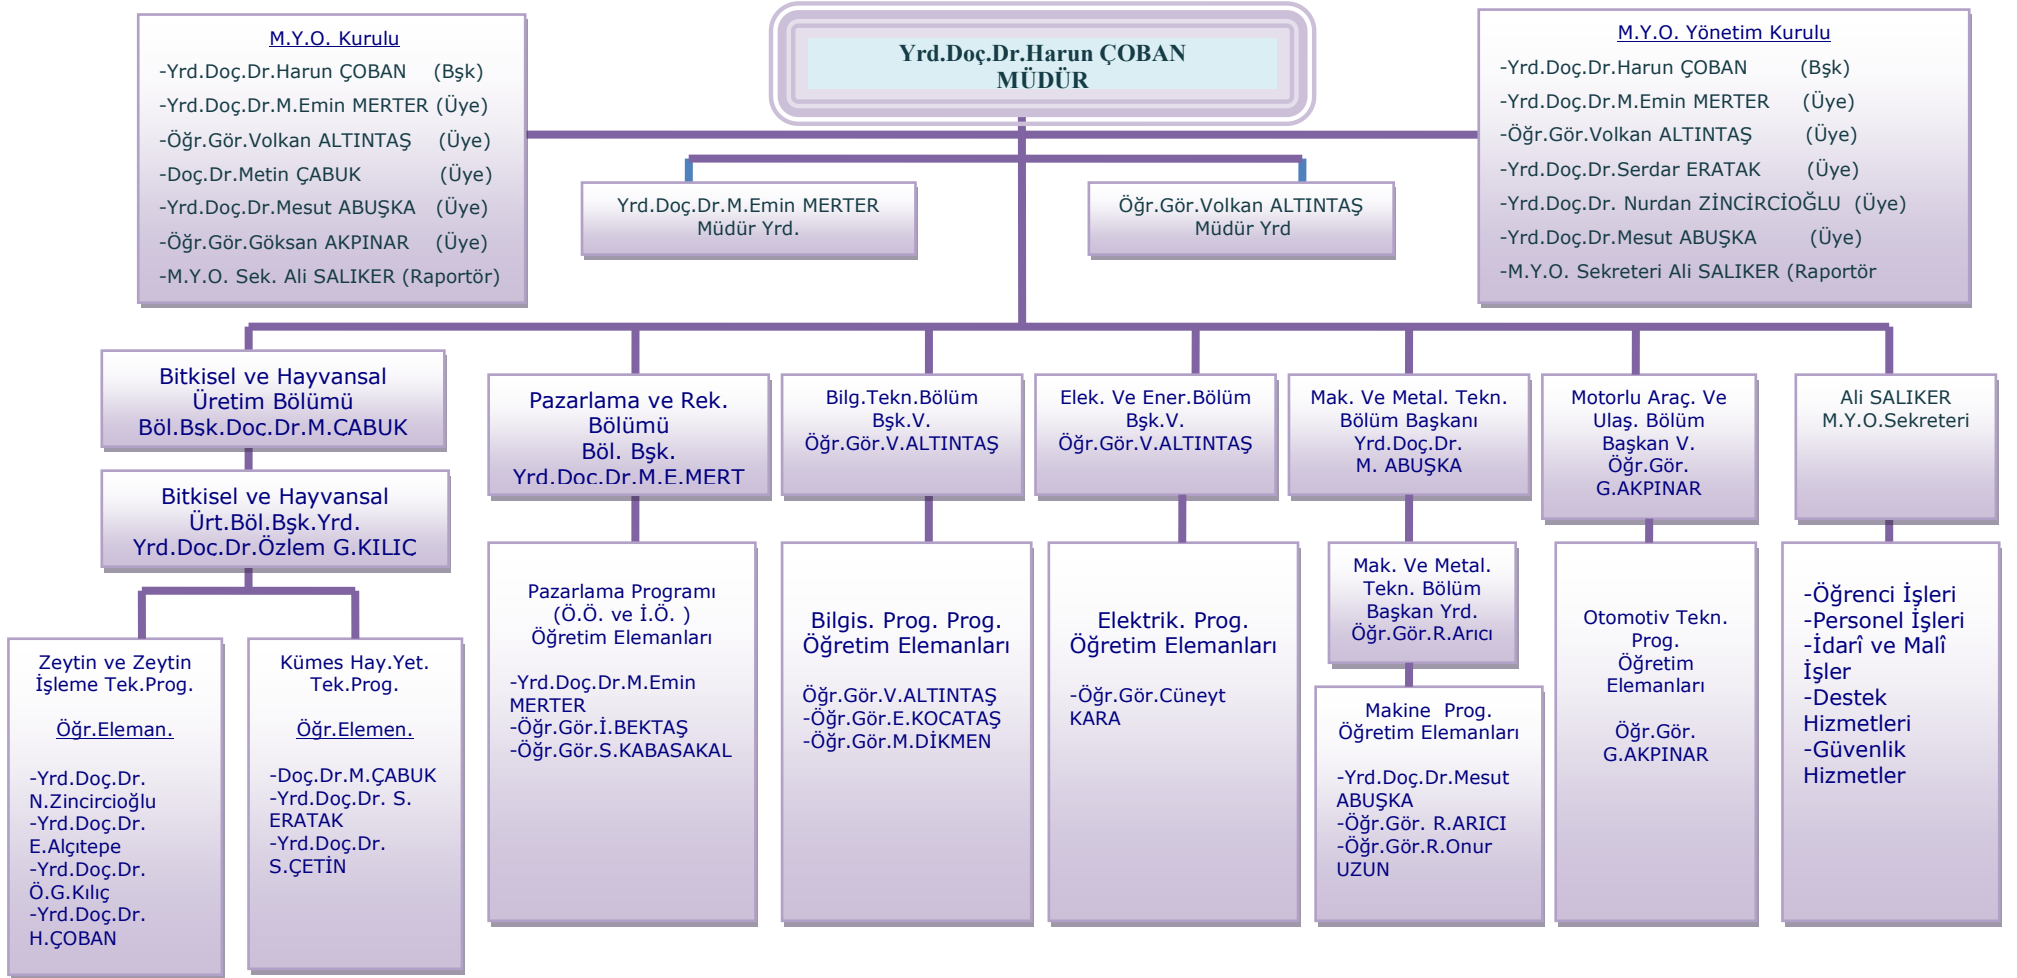 M.Y.O. Kurulu
-Yrd.Doç.Dr.Harun ÇOBAN (Bşk)
-Yrd.Doç.Dr.M.Emin MERTER (Üye)
-Öğr.Gör.Volkan ALTINTAŞ (Üye)
-Doç.Dr.Metin ÇABUK (Üye)
-Yrd.Doç.Dr.Mesut ABUŞKA (Üye)
-Öğr.Gör.Göksan AKPINAR (Üye)
-M.Y.O. Sek. Ali SALIKER (Raportör)
Yrd.Doç.Dr.Harun ÇOBAN
MÜDÜR
M.Y.O. Yönetim Kurulu
-Yrd.Doç.Dr.Harun ÇOBAN (Bşk)
-Yrd.Doç.Dr.M.Emin MERTER (Üye)
-Öğr.Gör.Volkan ALTINTAŞ (Üye)
-Yrd.Doç.Dr.Serdar ERATAK (Üye)
-Yrd.Doç.Dr. Nurdan ZİNCİRCİOĞLU (Üye)
-Yrd.Doç.Dr.Mesut ABUŞKA (Üye)
-M.Y.O. Sekreteri Ali SALIKER (Raportör
Yrd.Doç.Dr.M.Emin MERTER
Müdür Yrd.
Öğr.Gör.Volkan ALTINTAŞ
Müdür Yrd
Bitkisel ve Hayvansal
Üretim Bölümü
Böl.Bşk.Doç.Dr.M.ÇABUK
Bitkisel ve Hayvansal
Ürt.Böl.Bşk.Yrd.
Yrd.Doç.Dr.Özlem G.KILIÇ
Zeytin ve Zeytin
İşleme Tek.Prog.
Öğr.Eleman.
-Yrd.Doç.Dr.
N.Zincircioğlu
-Yrd.Doç.Dr.
E.Alçıtepe
-Yrd.Doç.Dr.
Ö.G.Kılıç
-Yrd.Doç.Dr.
H.ÇOBAN
Kümes Hay.Yet.
Tek.Prog.
Öğr.Elemen.
-Doç.Dr.M.ÇABUK
-Yrd.Doç.Dr. S.
ERATAK
-Yrd.Doç.Dr.
S.ÇETİN
Pazarlama ve Rek.
Bölümü
Böl. Bşk.
Yrd.Doç.Dr.M.E.MERT
Pazarlama Programı
(Ö.Ö. ve İ.Ö. )
Öğretim Elemanları
-Yrd.Doç.Dr.M.Emin
MERTER
-Öğr.Gör.İ.BEKTAŞ
-Öğr.Gör.S.KABASAKAL
Bilg.Tekn.Bölüm
Bşk.V.
Öğr.Gör.V.ALTINTAŞ
Bilgis. Prog. Prog.
Öğretim Elemanları
Öğr.Gör.V.ALTINTAŞ
-Öğr.Gör.E.KOCATAŞ
-Öğr.Gör.M.DİKMEN
Elek. Ve Ener.Bölüm
Bşk.V.
Öğr.Gör.V.ALTINTAŞ
Elektrik. Prog.
Öğretim Elemanları
-Öğr.Gör.Cüneyt
KARA
Mak. Ve Metal. Tekn.
Bölüm Başkanı
Yrd.Doç.Dr.
M. ABUŞKA
Mak. Ve Metal.
Tekn. Bölüm
Başkan Yrd.
Öğr.Gör.R.Arıcı
Makine Prog.
Öğretim Elemanları
-Yrd.Doç.Dr.Mesut
ABUŞKA
-Öğr.Gör. R.ARICI
-Öğr.Gör.R.Onur
UZUN
Motorlu Araç. Ve
Ulaş. Bölüm
Başkan V.
Öğr.Gör.
G.AKPINAR
Otomotiv Tekn.
Prog.
Öğretim
Elemanları
Öğr.Gör.
G.AKPINAR
Ali SALIKER
M.Y.O.Sekreteri
-Öğrenci İşleri
-Personel İşleri
-İdarî ve Malî
İşler
-Destek
Hizmetleri
-Güvenlik
Hizmetler